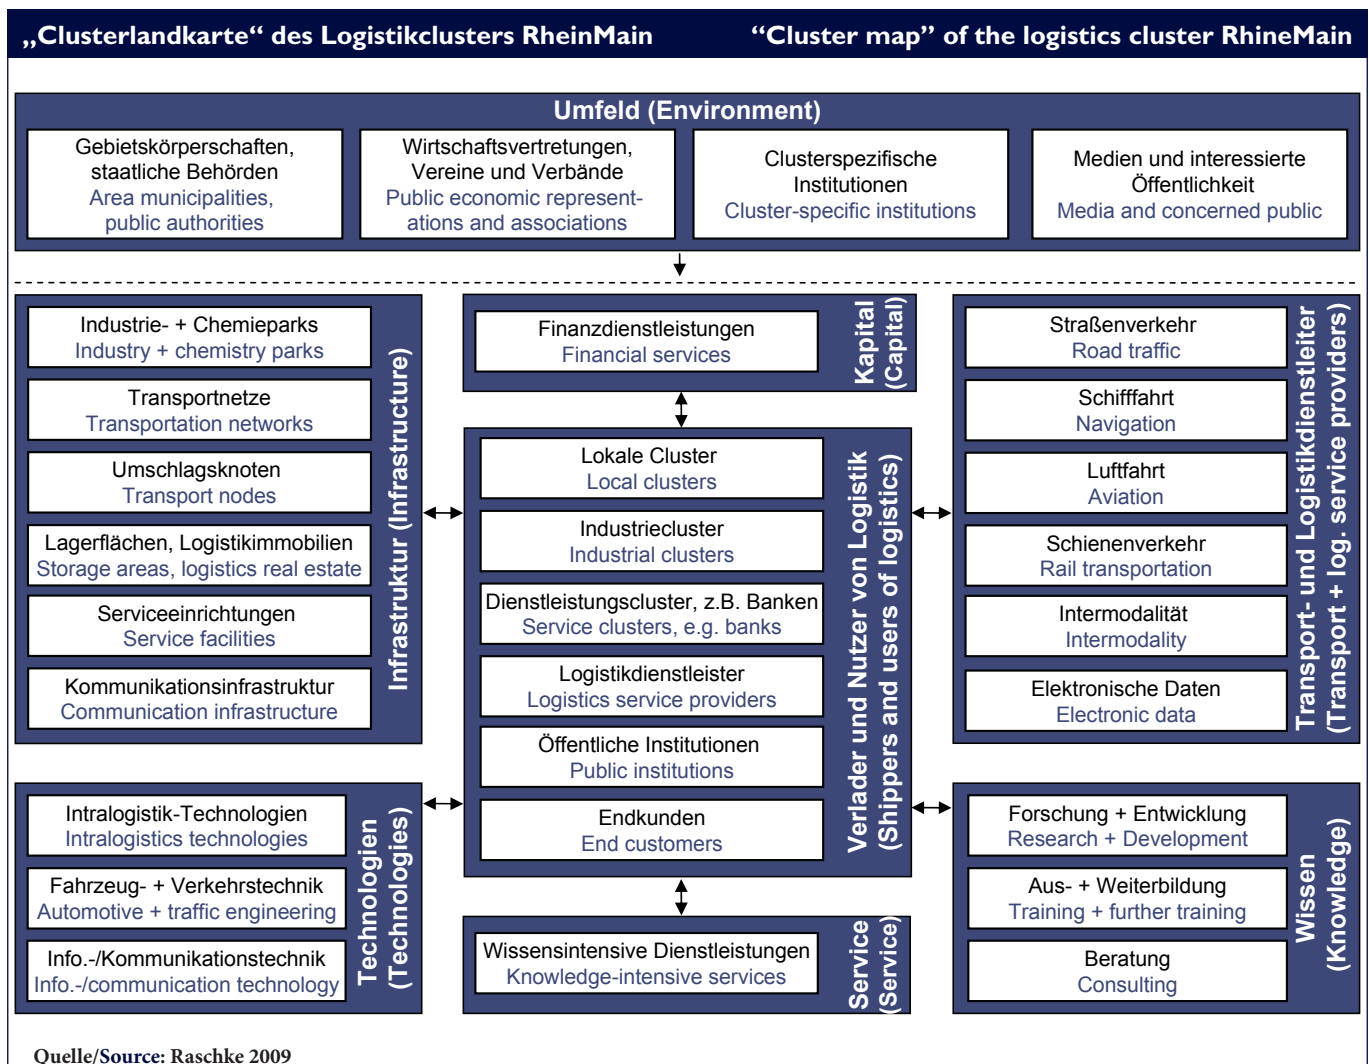 „Clusterlandkarte“ des Logistikclusters RheinMain
“Cluster map” of the logistics cluster RhineMain
Umfeld (Environment)
Gebietskörperschaften,
staatliche Behörden
Area municipalities,
public authorities
Wirtschaftsvertretungen,
Vereine und Verbände
Public economic represent-
ations and associations
Clusterspezifische
Institutionen
Cluster-specific institutions
Medien und interessierte
Öffentlichkeit
Media and concerned public
Industrie- + Chemieparks
Industry + chemistry parks
Transportnetze
Transportation networks
Umschlagsknoten
Transport nodes
Lagerflächen, Logistikimmobilien
Storage areas, logistics real estate
Serviceeinrichtungen
Service facilities
Kommunikationsinfrastruktur
Communication infrastructure
Infrastruktur (Infrastructure)
Finanzdienstleistungen
Financial services
Kapital
(Capital)
Lokale Cluster
Local clusters
Industriecluster
Industrial clusters
Dienstleistungscluster, z.B. Banken
Service clusters, e.g. banks
Logistikdienstleister
Logistics service providers
Öffentliche Institutionen
Public institutions
Endkunden
End customers
Verlader und Nutzer von Logistik
(Shippers and users of logistics)
Straßenverkehr
Road traffic
Schifffahrt
Navigation
Luftfahrt
Aviation
Schienenverkehr
Rail transportation
Intermodalität
Intermodality
Elektronische Daten
Electronic data
Transport- und Logistikdienstleiter
(Transport + log. service providers)
Intralogistik-Technologien
Intralogistics technologies
Fahrzeug- + Verkehrstechnik
Automotive + traffic engineering
Info.-/Kommunikationstechnik
Info.-/communication technology
Technologien
(Technologies)
Wissensintensive Dienstleistungen
Knowledge-intensive services
Service
(Service)
Forschung + Entwicklung
Research + Development
Aus- + Weiterbildung
Training + further training
Beratung
Consulting
Wissen
(Knowledge)
Quelle/Source: Raschke 2009